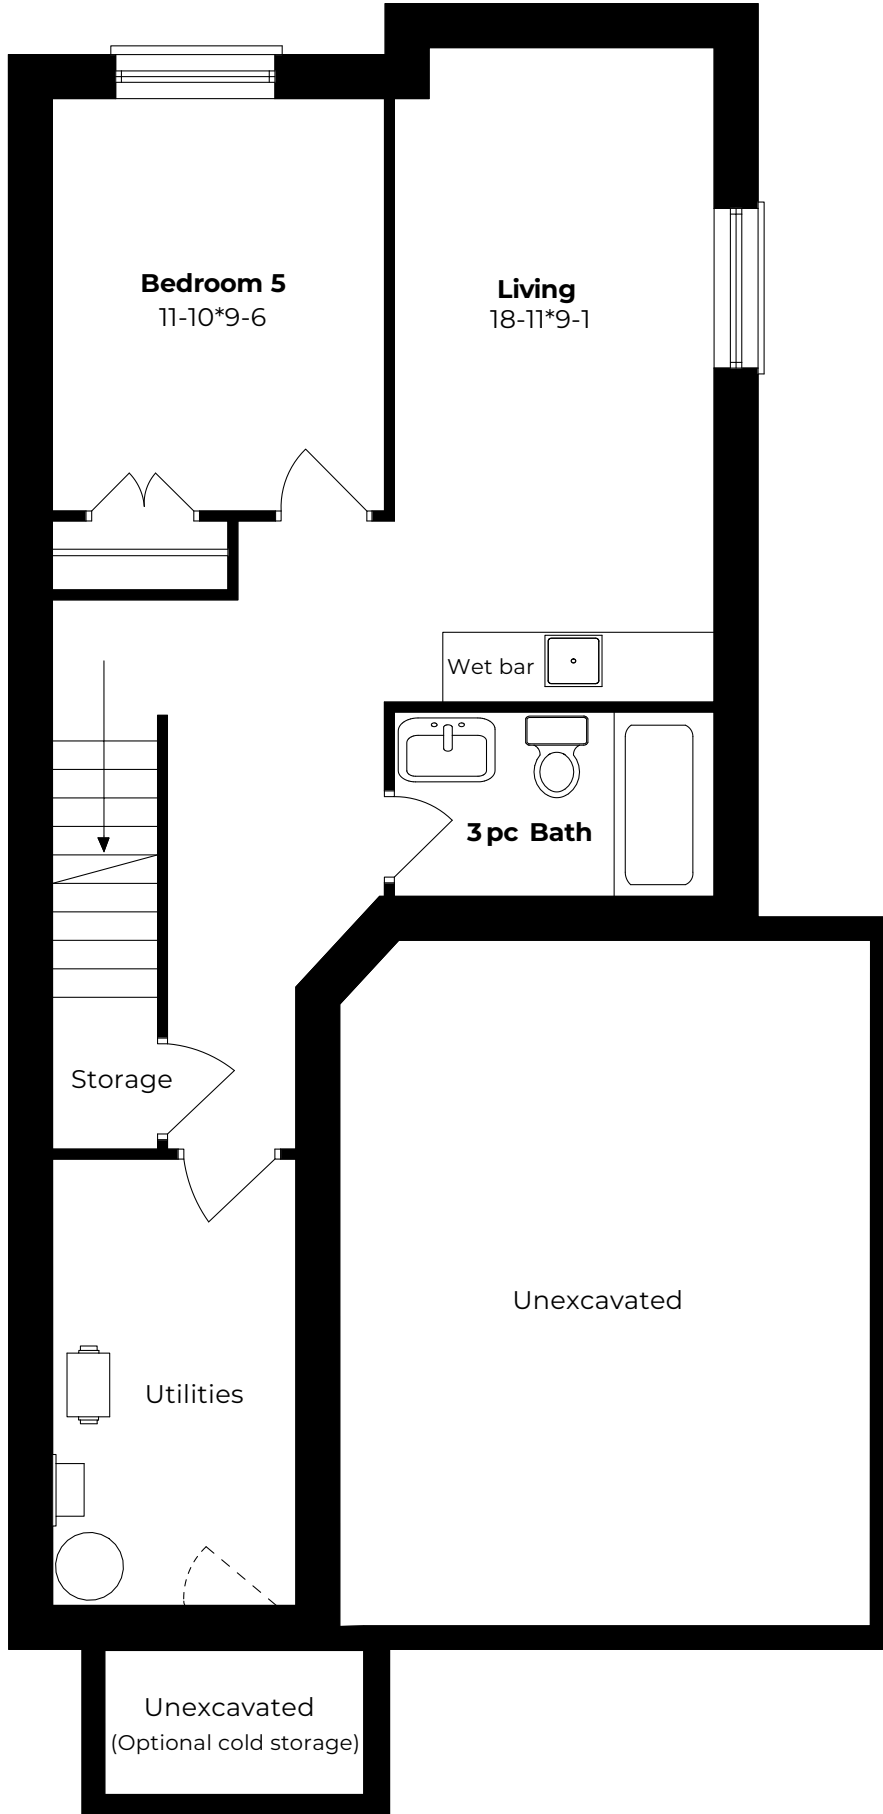 Bedroom 5
11-10*9-6
Living
18-11*9-1
Wet bar
3 pc Bath
Storage
Unexcavated
Utilities
Unexcavated
(Optional cold storage)